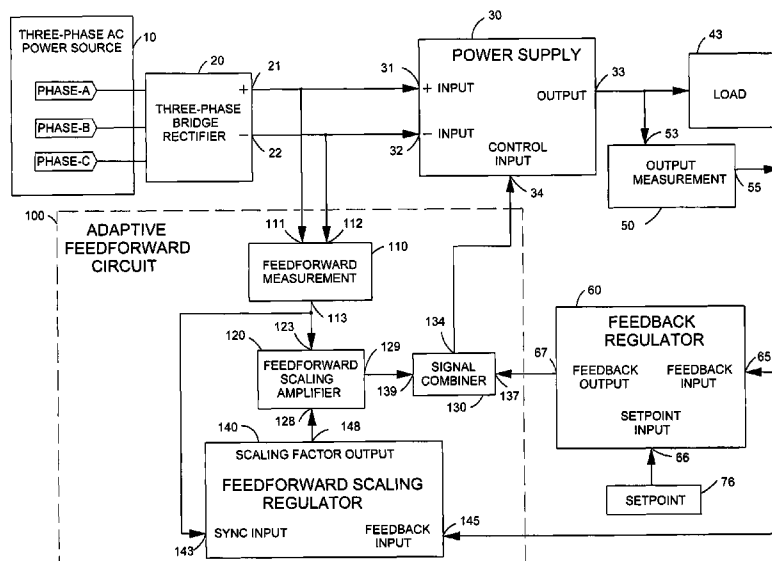 THREE-PHASE AC
POWER SOURCE
10
PHASE-A
PHASE-B
PHASE-C
20
THREE-PHASE
BRIDGE
RECTIFIER
+
−
21
22
30
POWER SUPPLY
31
+ INPUT
− INPUT
32
OUTPUT
33
CONTROL
INPUT
34
43
LOAD
53
OUTPUT
MEASUREMENT
55
50
100
ADAPTIVE
FEEDFORWARD
CIRCUIT
111
112
110
FEEDFORWARD
MEASUREMENT
113
123
120
129
FEEDFORWARD
SCALING
AMPLIFIER
128
134
SIGNAL
COMBINER
139
137
130
60
FEEDBACK
REGULATOR
67
65
FEEDBACK
OUTPUT
FEEDBACK
INPUT
SETPOINT
INPUT
66
SETPOINT
76
140
148
SCALING FACTOR OUTPUT
FEEDFORWARD SCALING
REGULATOR
SYNC INPUT
143
FEEDBACK
INPUT
145